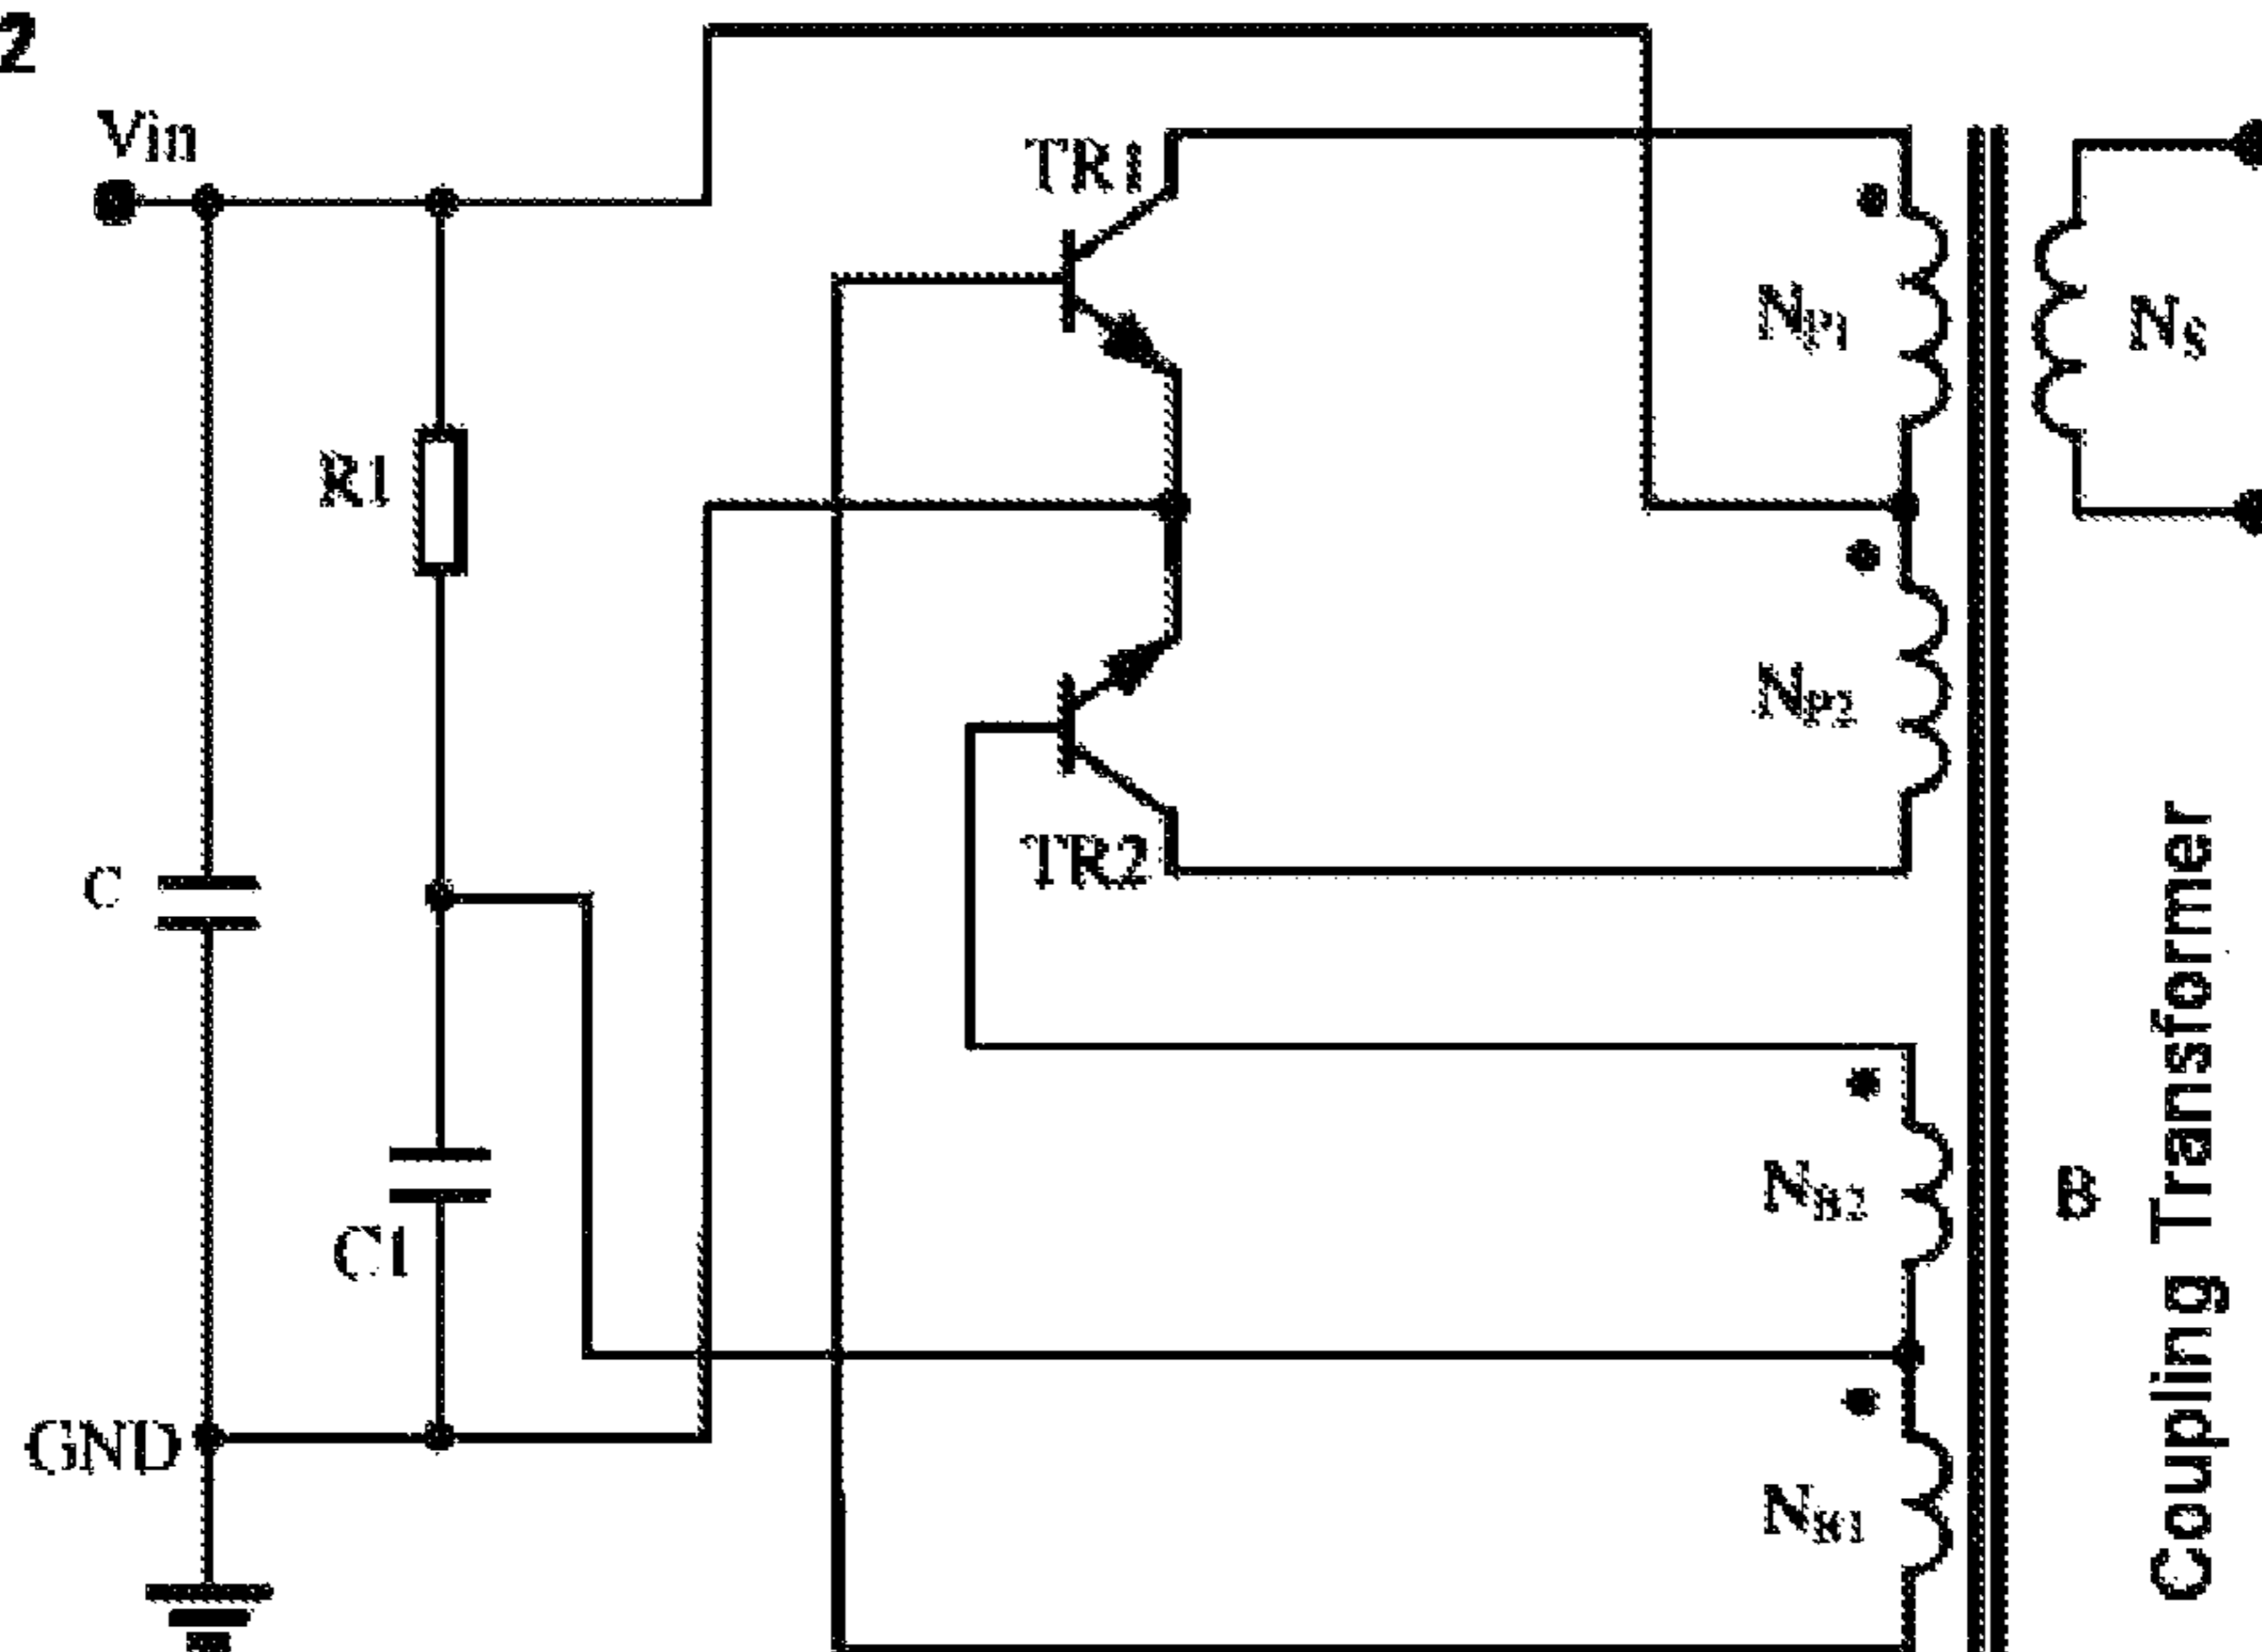 2
Vin
TR1
R1
NP1
NS
NP2
C
TR2
NB2
B
C1
GND
NB1
Coupling Transformer